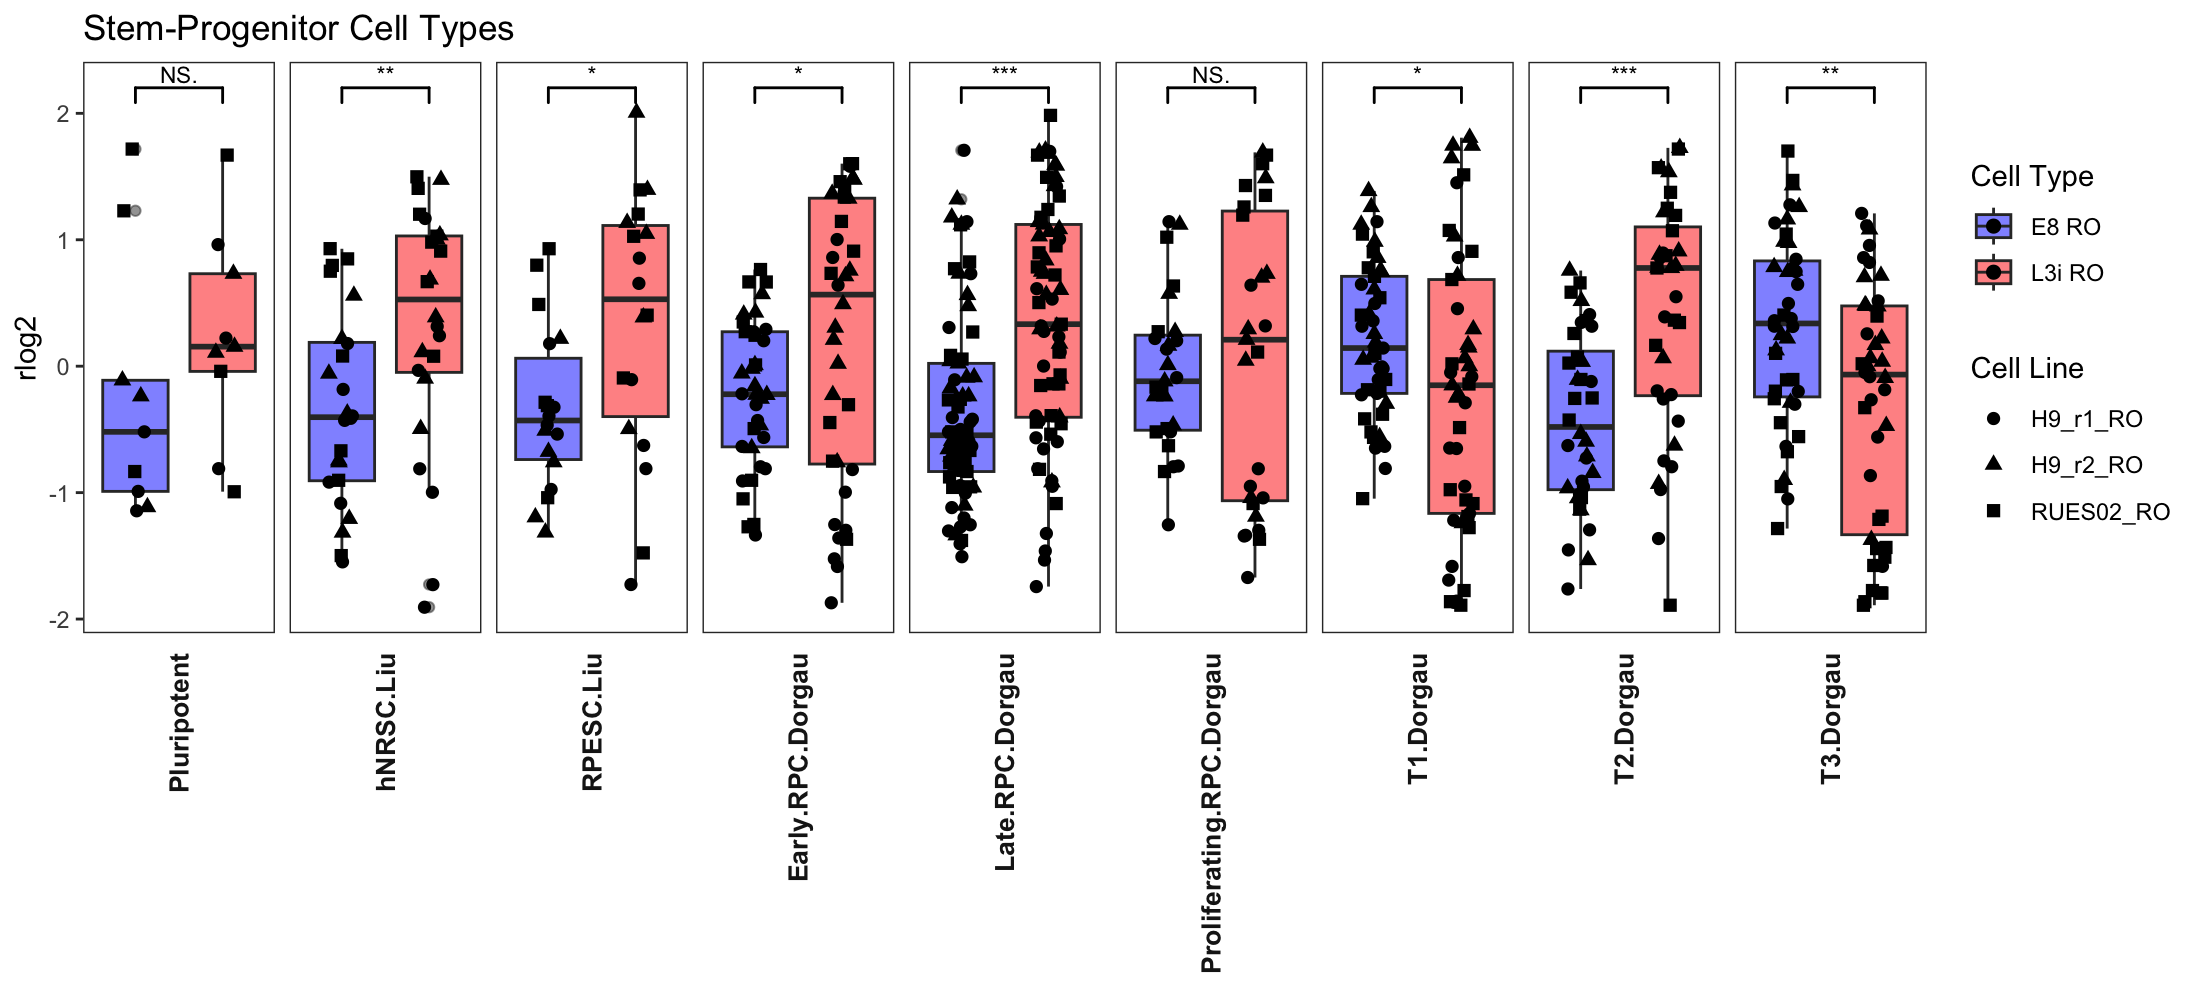 Stem-Progenitor Cell Types
NS.
**
*
*
***
NS.
*
***
**
rlog2
2
1
0
-1
-2
Pluripotent
hNRSC.Liu
RPESC.Liu
Early.RPC.Dorgau
Late.RPC.Dorgau
Proliferating.RPC.Dorgau
T1.Dorgau
T2.Dorgau
T3.Dorgau
Cell Type
E8 RO
L3i RO
Cell Line
H9_r1_RO
H9_r2_RO
RUES02_RO